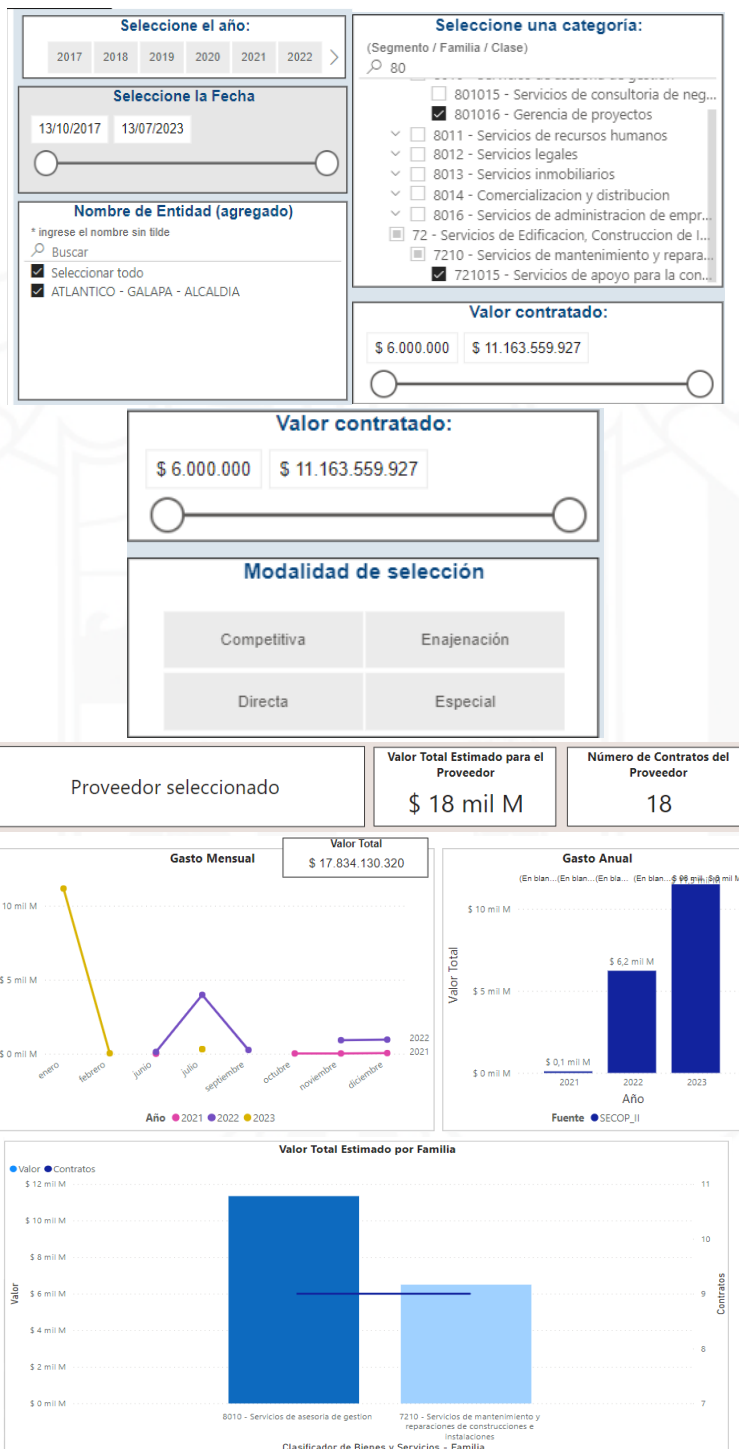 Seleccione el año:
2017 2018 2019 2020 2021 2022
Seleccione la Fecha
13/10/2017 13/07/2023
Nombre de Entidad (agregado)
* ingrese el nombre sin tilde
Buscar
Seleccionar todo
ATLANTICO - GALAPA - ALCALDIA
Seleccione una categoría:
(Segmento / Familia / Clase)
80
801015 - Servicios de consultoria de neg...
801016 - Gerencia de proyectos
8011 - Servicios de recursos humanos
8012 - Servicios legales
8013 - Servicios inmobiliarios
8014 - Comercializacion y distribucion
8016 - Servicios de administracion de empr...
72 - Servicios de Edificacion, Construccion de I...
7210 - Servicios de mantenimiento y repara...
721015 - Servicios de apoyo para la con...
Valor contratado:
$ 6.000.000 $ 11.163.559.927
Valor contratado:
$ 6.000.000 $ 11.163.559.927
Modalidad de selección
Competitiva Enajenación
Directa Especial
Proveedor seleccionado
Valor Total Estimado para el
Proveedor
$ 18 mil M
Número de Contratos del
Proveedor
18
Gasto Mensual
Valor Total
$ 17.834.130.320
10 mil M
$ 5 mil M
$ 0 mil M
2022
2021
enero febrero junio julio septiembre octubre noviembre diciembre
Año 2021 2022 2023
Gasto Anual
(En blan... (En blan... (En bla... (En blan...
$ 10 mil M
$ 5 mil M
$ 0 mil M
Valor Total
$ 0,1 mil M
$ 6,2 mil M
2021 2022 2023
Año
Fuente SECOP_II
Valor Total Estimado por Familia
Valor Contratos
$ 12 mil M
$ 10 mil M
$ 8 mil M
$ 6 mil M
$ 4 mil M
$ 2 mil M
$ 0 mil M
Valor
11
10
9
8
7
Contratos
8010 - Servicios de asesoria de gestion
7210 - Servicios de mantenimiento y
reparaciones de construcciones e
instalaciones
Clasificador de Bienes y Servicios - Familia